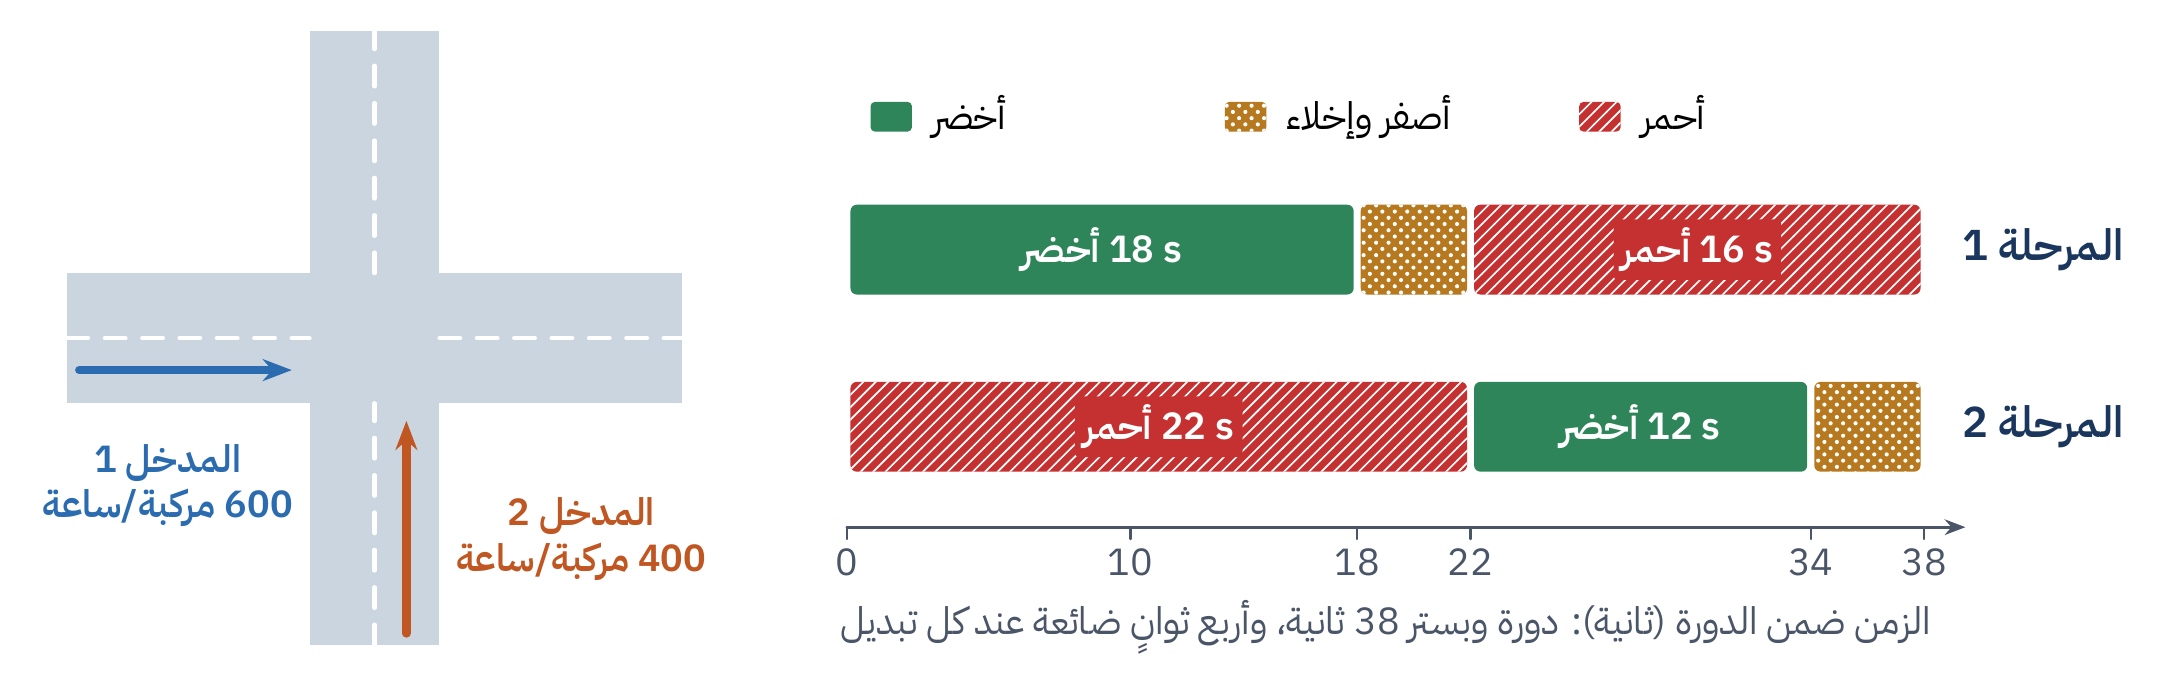 أخضر
أصفر وإخلاء
أحمر
18 s أخضر
16 s أحمر
المرحلة 1
22 s أحمر
12 s أخضر
المرحلة 2
0 10 18 22 34 38
الزمن ضمن الدورة (ثانية): دورة وبستر 38 ثانية، وأربع ثوانٍ ضائعة عند كل تبديل
المدخل 1
600 مركبة/ساعة
المدخل 2
400 مركبة/ساعة